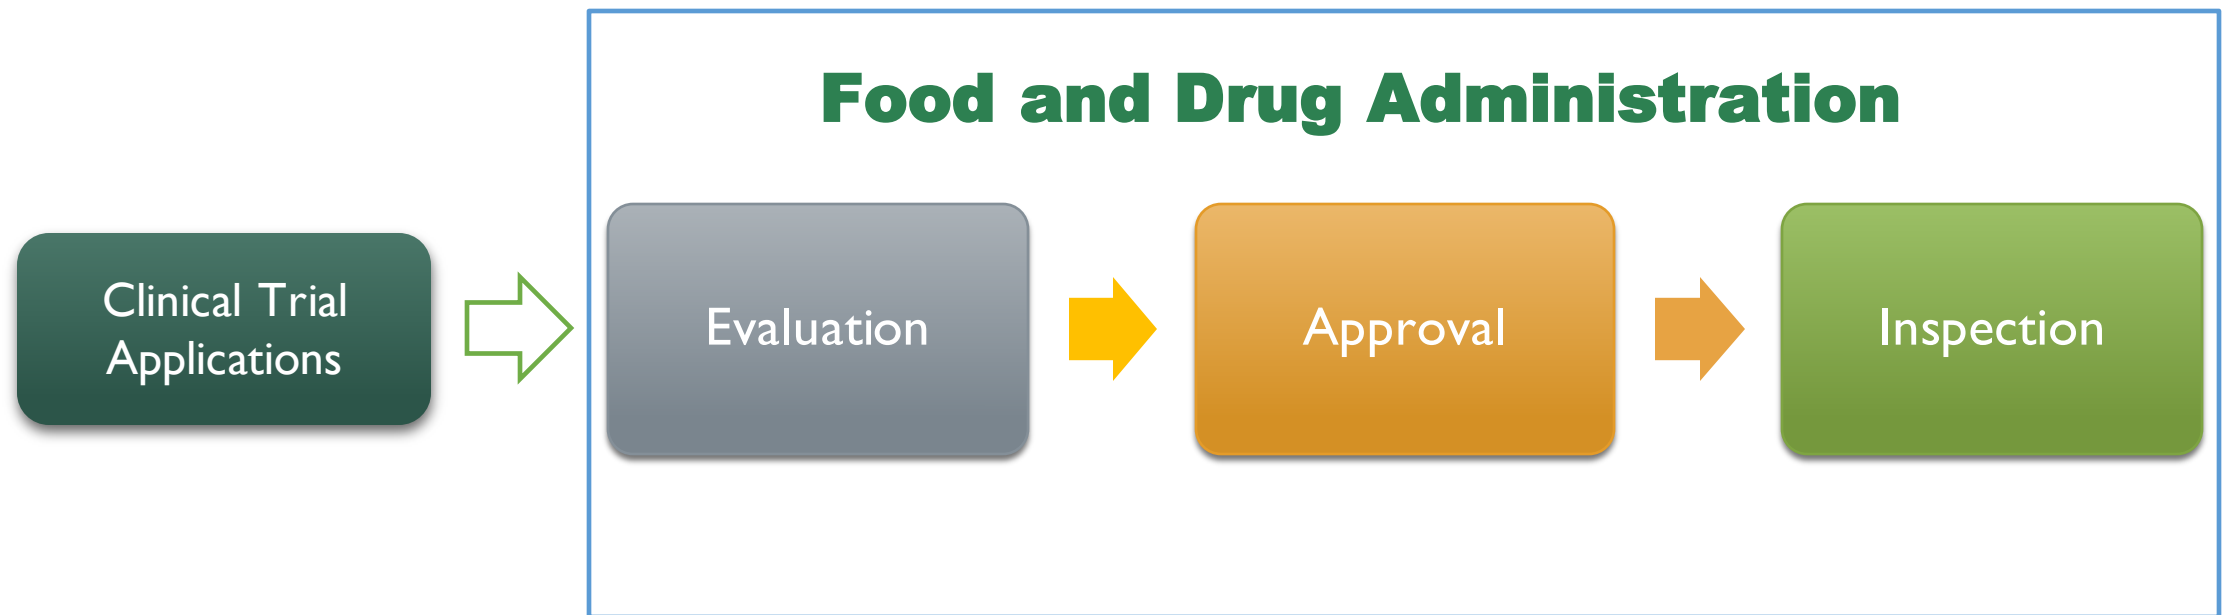 Food and Drug Administration
Clinical Trial
Applications
Evaluation
Approval
Inspection